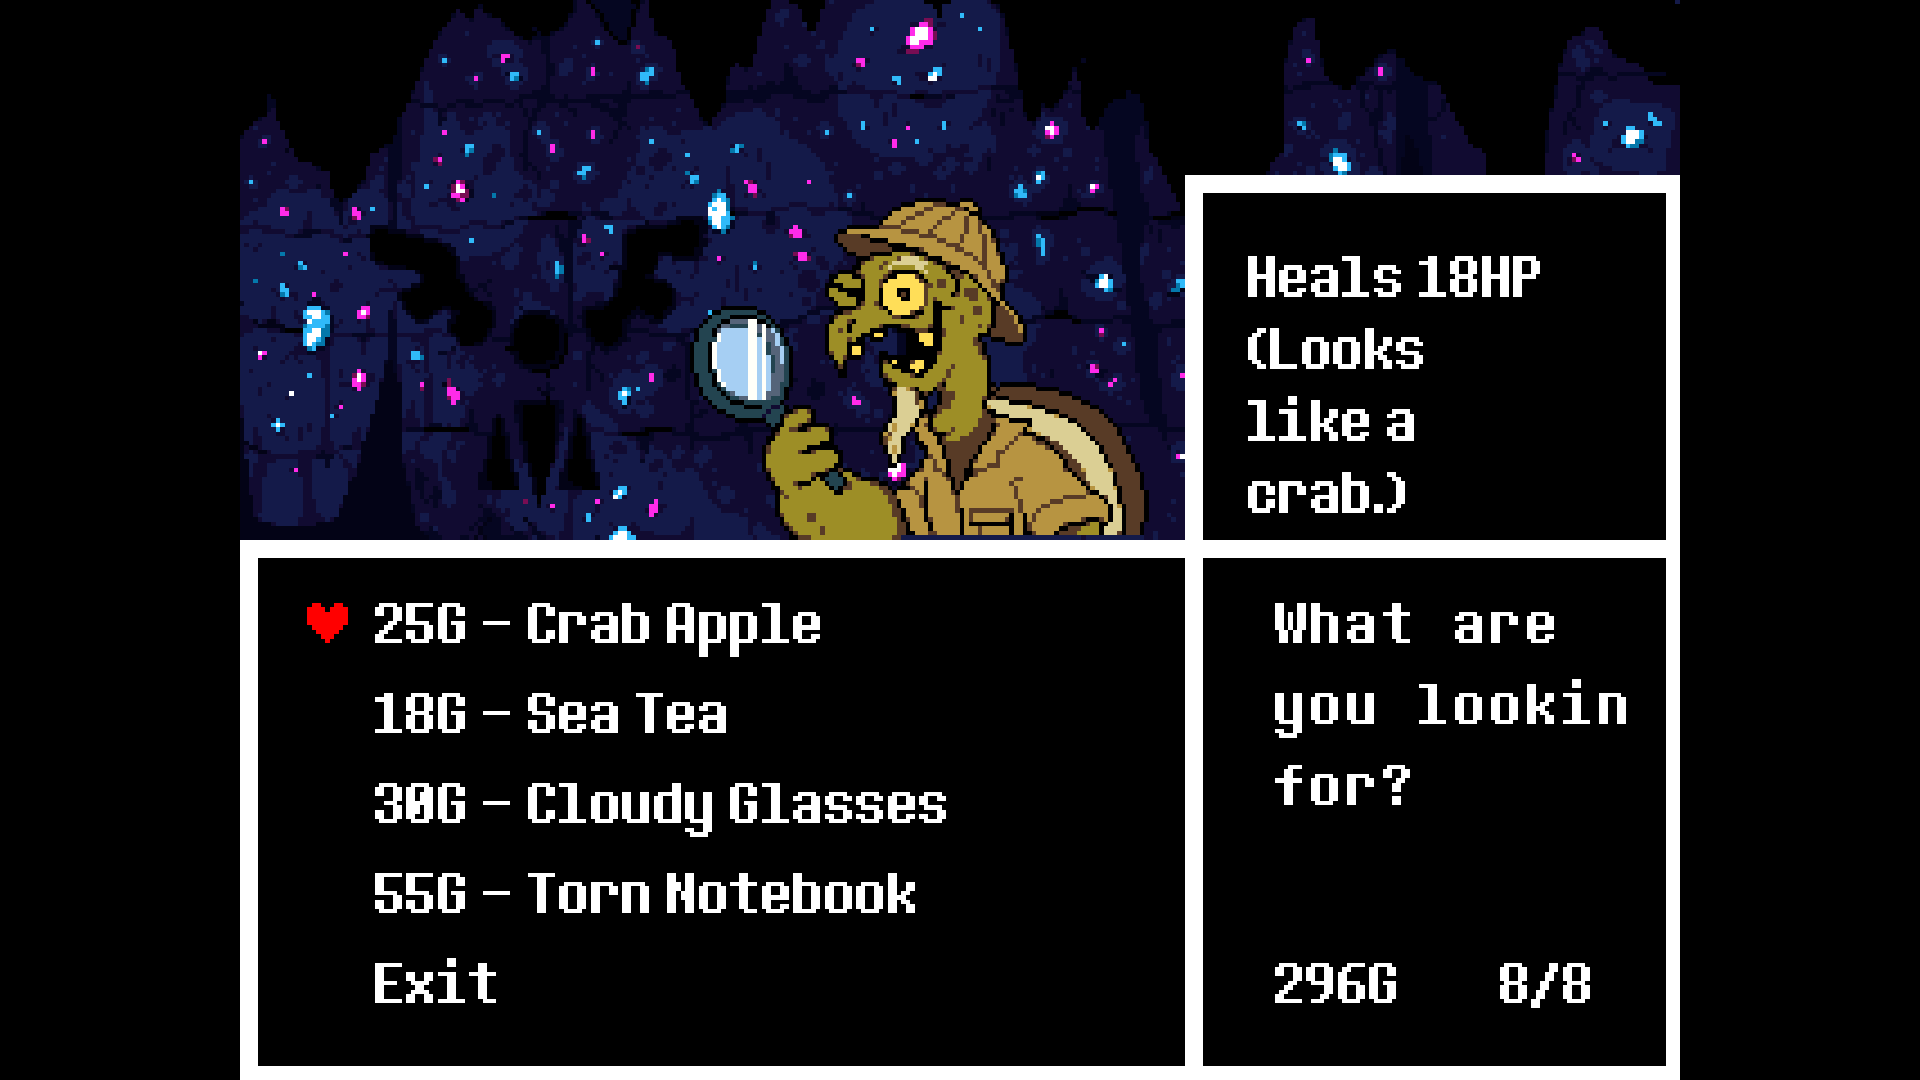 Heals 18HP
(Looks
like a
crab.)
25G - Crab Apple
18G - Sea Tea
30G - Cloudy Glasses
55G - Torn Notebook
Exit
What are
you lookin
for?
296G 8/8